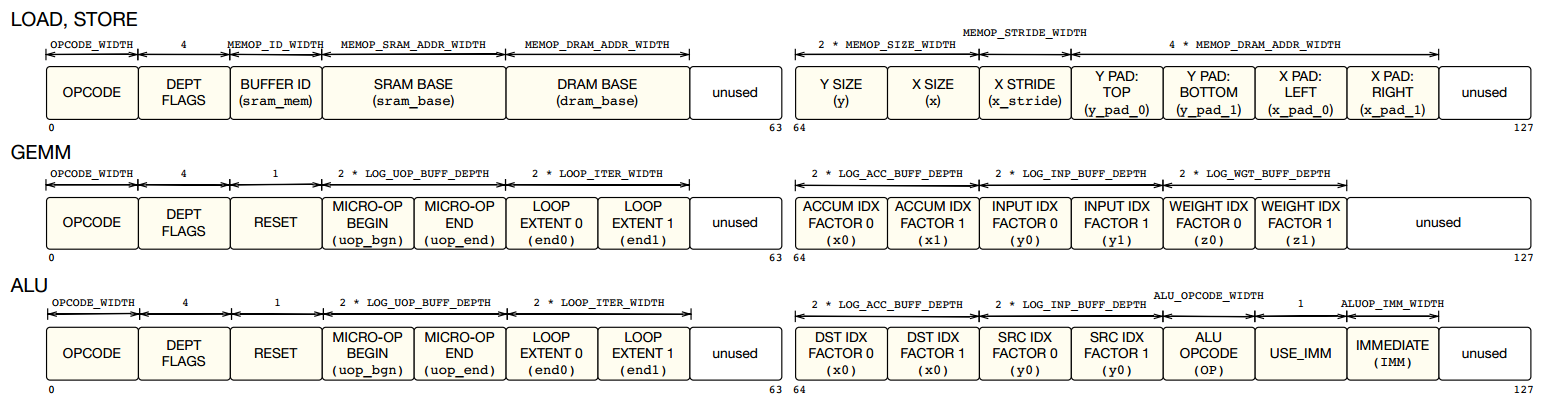 LOAD, STORE
OPCODE_WIDTH 4 MEMOP_ID_WIDTH MEMOP_SRAM_ADDR_WIDTH MEMOP_DRAM_ADDR_WIDTH 2 * MEMOP_SIZE_WIDTH MEMOP_STRIDE_WIDTH 4 * MEMOP_DRAM_ADDR_WIDTH
OPCODE
DEPT
FLAGS
BUFFER ID
(sram_mem)
SRAM BASE
(sram_base)
DRAM BASE
(dram_base)
unused
Y SIZE
(y)
X SIZE
(x)
X STRIDE
(x_stride)
Y PAD:
TOP
(y_pad_0)
Y PAD:
BOTTOM
(y_pad_1)
X PAD:
LEFT
(x_pad_0)
X PAD:
RIGHT
(x_pad_1)
unused
0 63 64 127
GEMM
OPCODE_WIDTH 4 1 2 * LOG_UOP_BUFF_DEPTH 2 * LOOP_ITER_WIDTH 2 * LOG_ACC_BUFF_DEPTH 2 * LOG_INP_BUFF_DEPTH 2 * LOG_WGT_BUFF_DEPTH
OPCODE
DEPT
FLAGS
RESET
MICRO-OP
BEGIN
(uop_bgn)
MICRO-OP
END
(uop_end)
LOOP
EXTENT 0
(end0)
LOOP
EXTENT 1
(end1)
unused
ACCUM IDX
FACTOR 0
(x0)
ACCUM IDX
FACTOR 1
(x1)
INPUT IDX
FACTOR 0
(y0)
INPUT IDX
FACTOR 1
(y1)
WEIGHT IDX
FACTOR 0
(z0)
WEIGHT IDX
FACTOR 1
(z1)
unused
0 63 64 127
ALU
OPCODE_WIDTH 4 1 2 * LOG_UOP_BUFF_DEPTH 2 * LOOP_ITER_WIDTH 2 * LOG_ACC_BUFF_DEPTH 2 * LOG_INP_BUFF_DEPTH ALU_OPCODE_WIDTH 1 ALUOP_IMM_WIDTH
OPCODE
DEPT
FLAGS
RESET
MICRO-OP
BEGIN
(uop_bgn)
MICRO-OP
END
(uop_end)
LOOP
EXTENT 0
(end0)
LOOP
EXTENT 1
(end1)
unused
DST IDX
FACTOR 0
(x0)
DST IDX
FACTOR 1
(x0)
SRC IDX
FACTOR 0
(y0)
SRC IDX
FACTOR 1
(y0)
ALU
OPCODE
(OP)
USE_IMM
IMMEDIATE
(IMM)
unused
0 63 64 127